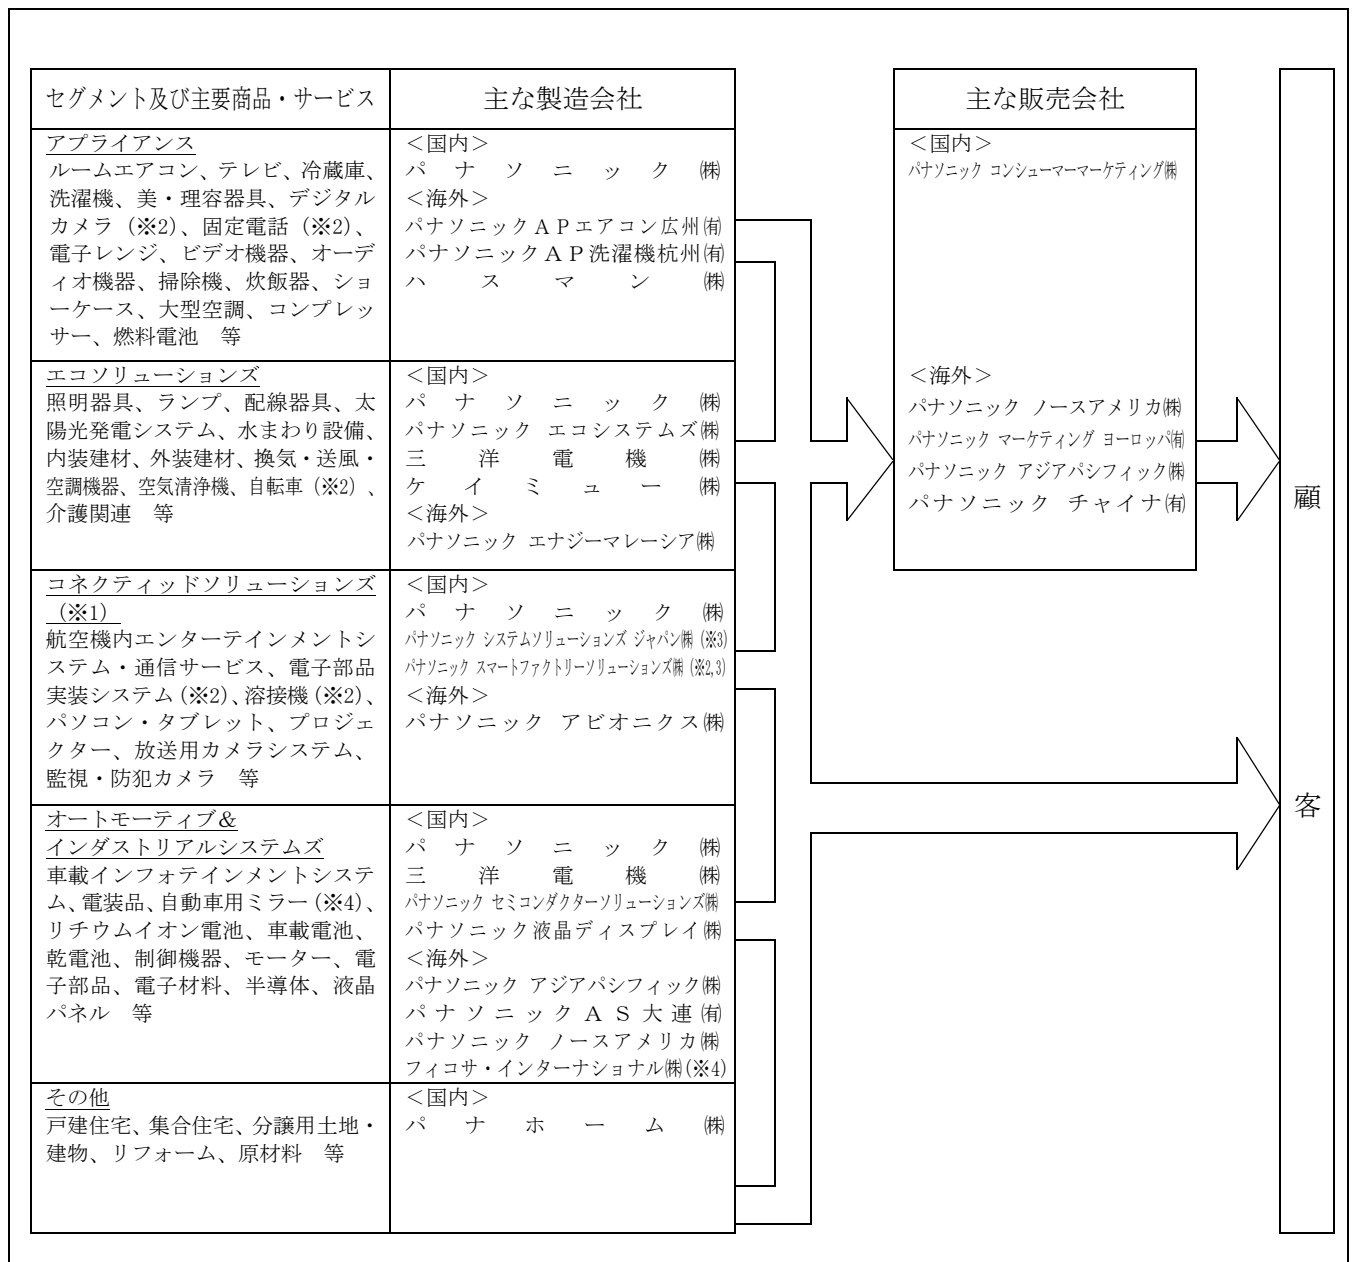 セグメント及び主要商品・サービス
主な製造会社
主な販売会社
アプライアンス
ルームエアコン、テレビ、冷蔵庫、
洗濯機、美・理容器具、デジタル
カメラ（※2）、固定電話（※2）、
電子レンジ、ビデオ機器、オーデ
ィオ機器、掃除機、炊飯器、ショ
ーケース、大型空調、コンプレッ
サー、燃料電池　等
＜国内＞
パナソニック㈱
＜海外＞
パナソニックＡＰエアコン広州㈲
パナソニックＡＰ洗濯機杭州㈲
ハスマン㈱
エコソリューションズ
照明器具、ランプ、配線器具、太
陽光発電システム、水まわり設備、
内装建材、外装建材、換気・送風・
空調機器、空気清浄機、自転車（※2）、
介護関連　等
＜国内＞
パナソニック㈱
パナソニック エコシステムズ㈱
三洋電機㈱
ケイミュー㈱
＜海外＞
パナソニック エナジーマレーシア㈱
コネクティッドソリューションズ
（※1）
航空機内エンターテインメントシ
ステム・通信サービス、電子部品
実装システム（※2）、溶接機（※2）、
パソコン・タブレット、プロジェ
クター、放送用カメラシステム、
監視・防犯カメラ　等
＜国内＞
パナソニック㈱
パナソニック システムソリューションズ ジャパン㈱（※3）
パナソニック スマートファクトリーソリューションズ㈱（※2,3）
＜海外＞
パナソニック アビオニクス㈱
オートモーティブ＆
インダストリアルシステムズ
車載インフォテインメントシステ
ム、電装品、自動車用ミラー（※4）、
リチウムイオン電池、車載電池、
乾電池、制御機器、モーター、電
子部品、電子材料、半導体、液晶
パネル　等
＜国内＞
パナソニック㈱
三洋電機㈱
パナソニック セミコンダクターソリューションズ㈱
パナソニック液晶ディスプレイ㈱
＜海外＞
パナソニック アジアパシフィック㈱
パナソニックＡＳ大連㈲
パナソニック ノースアメリカ㈱
フィコサ・インターナショナル㈱（※4）
その他
戸建住宅、集合住宅、分譲用土地・
建物、リフォーム、原材料　等
＜国内＞
パナホーム㈱
＜国内＞
パナソニック コンシューマーマーケティング㈱
＜海外＞
パナソニック ノースアメリカ㈱
パナソニック マーケティング ヨーロッパ㈲
パナソニック アジアパシフィック㈱
パナソニック チャイナ㈲
顧
客